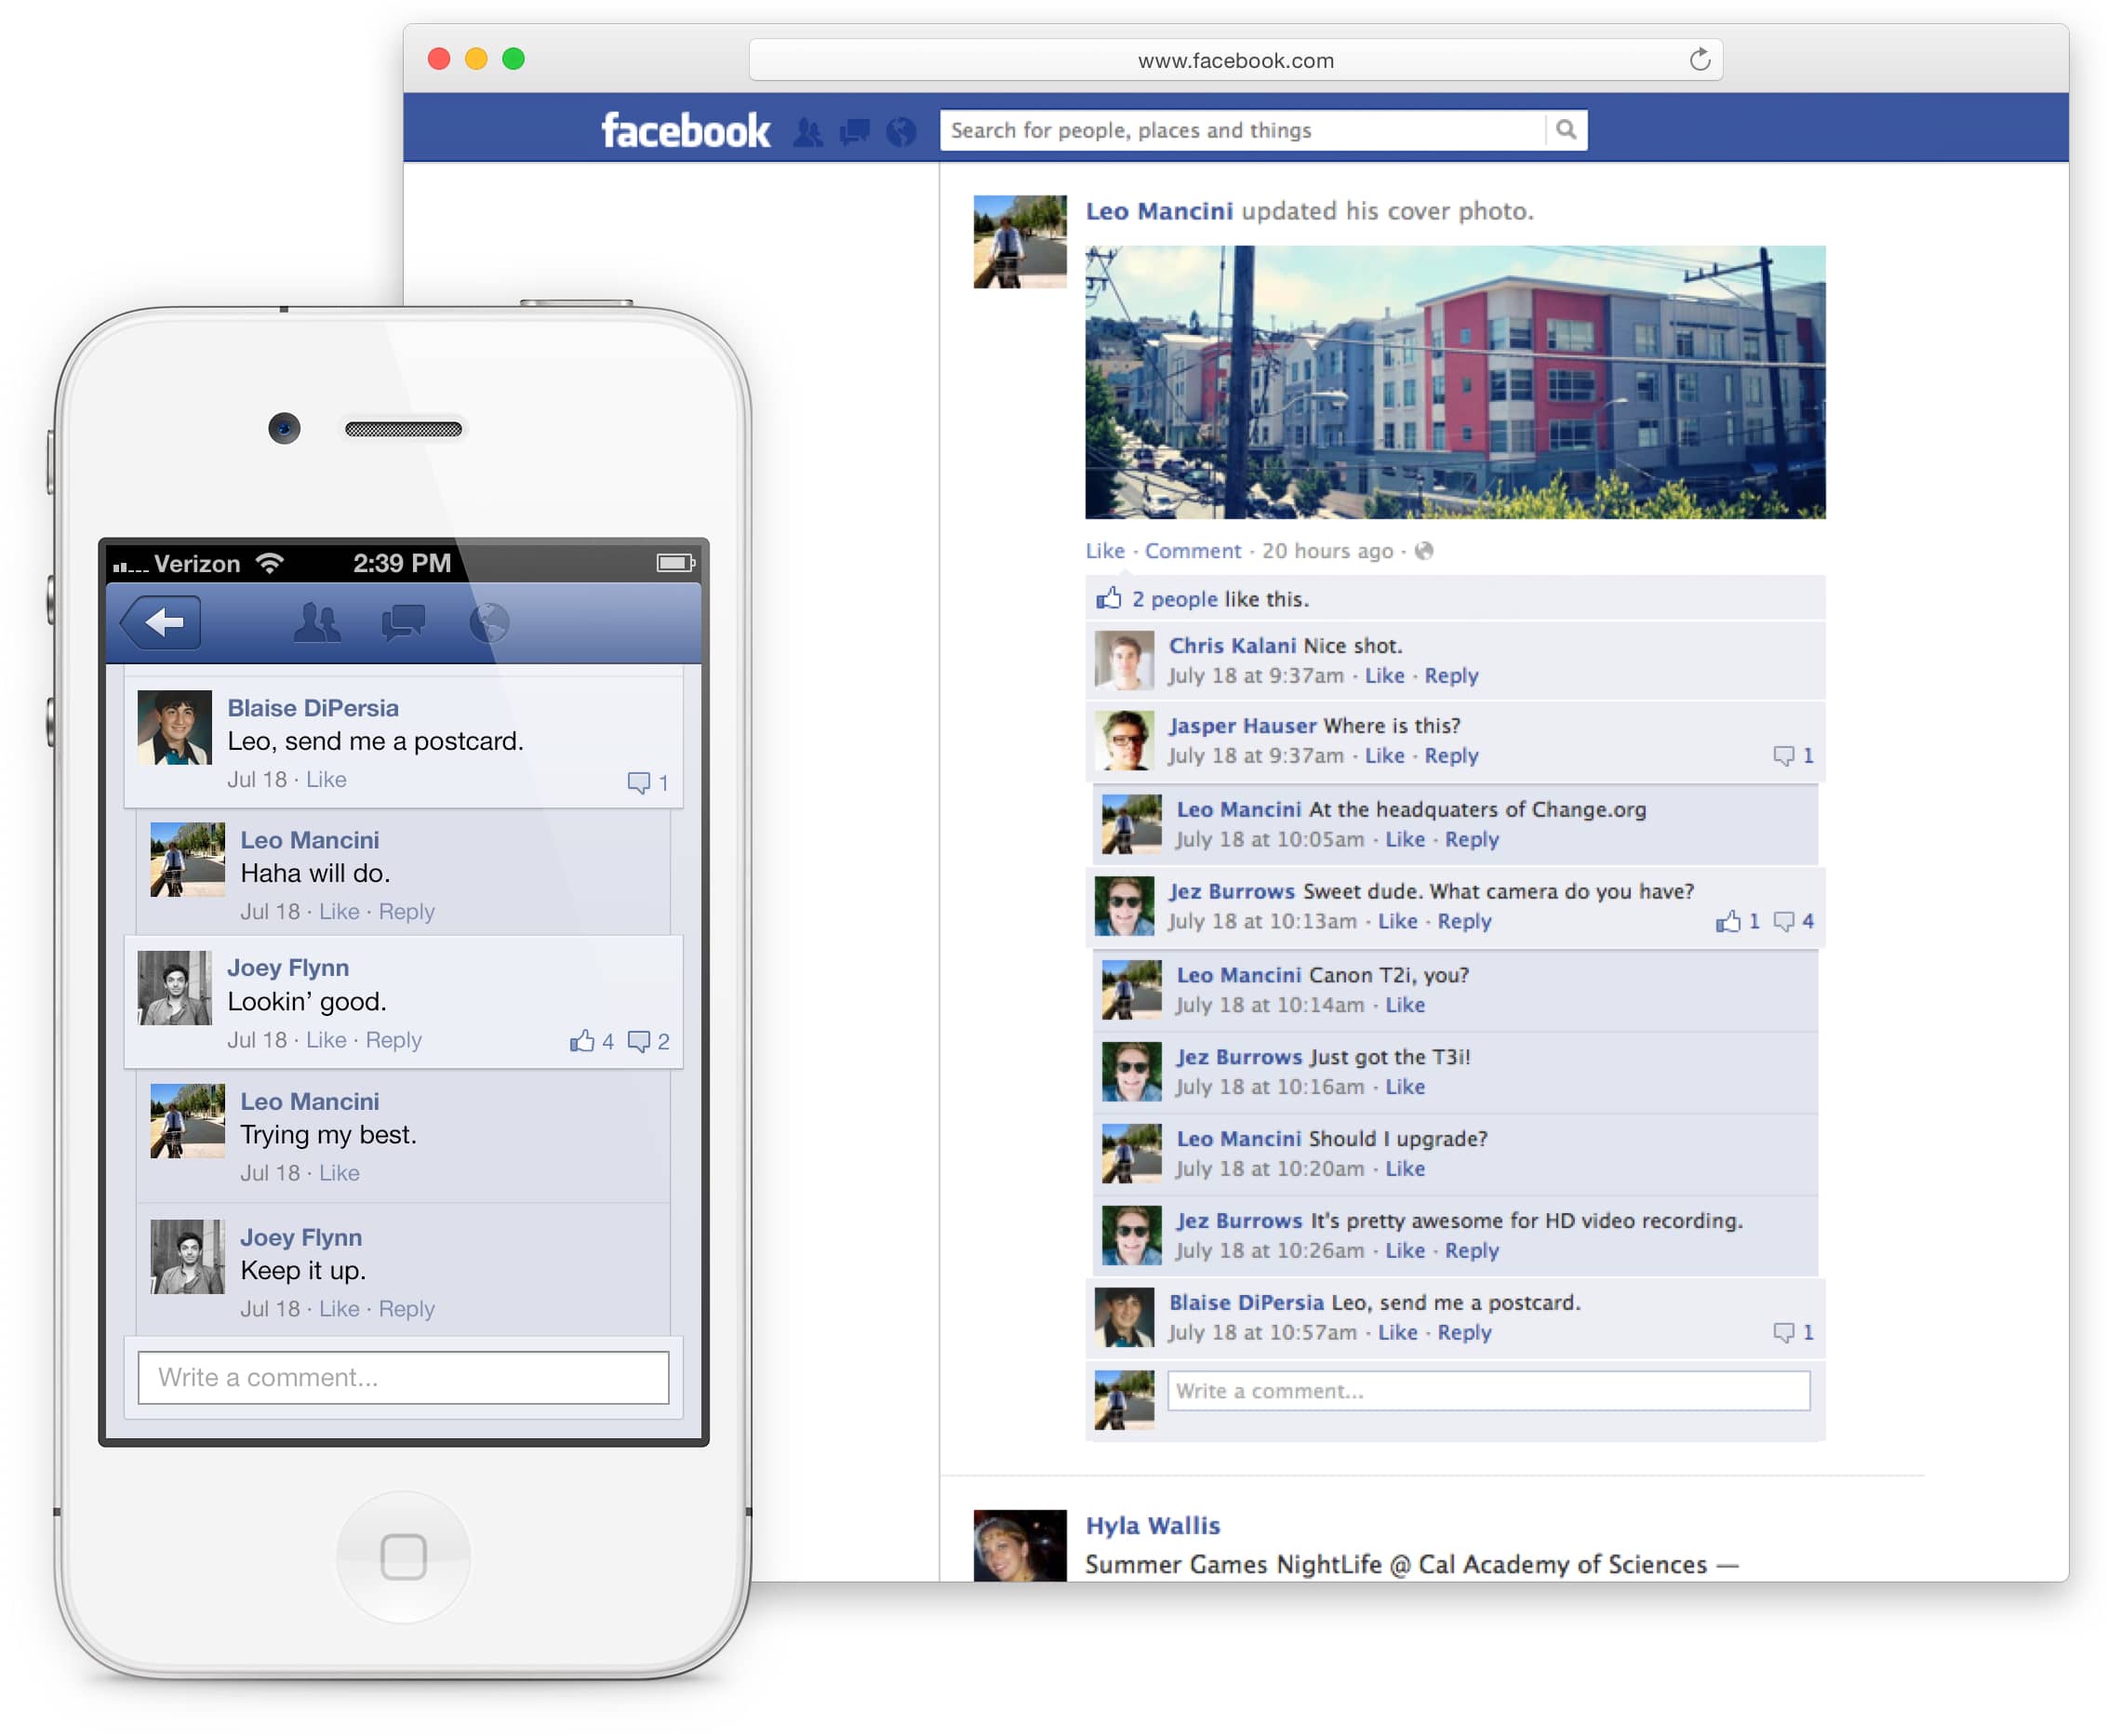 www.facebook.com
facebook
Search for people, places and things
Leo Mancini updated his cover photo.
Like · Comment · 20 hours ago ·
2 people like this.
Chris Kalani Nice shot.
July 18 at 9:37am · Like · Reply
Jasper Hauser Where is this?
July 18 at 9:37am · Like · Reply
1
Leo Mancini At the headquaters of Change.org
July 18 at 10:05am · Like · Reply
Jez Burrows Sweet dude. What camera do you have?
July 18 at 10:13am · Like · Reply
1 4
Leo Mancini Canon T2i, you?
July 18 at 10:14am · Like
Jez Burrows Just got the T3i!
July 18 at 10:16am · Like
Leo Mancini Should I upgrade?
July 18 at 10:20am · Like
Jez Burrows It's pretty awesome for HD video recording.
July 18 at 10:26am · Like · Reply
Blaise DiPersia Leo, send me a postcard.
July 18 at 10:57am · Like · Reply
1
Write a comment...
Hyla Wallis
Summer Games NightLife @ Cal Academy of Sciences —
Verizon 2:39 PM
Blaise DiPersia
Leo, send me a postcard.
Jul 18 · Like
1
Leo Mancini
Haha will do.
Jul 18 · Like · Reply
Joey Flynn
Lookin’ good.
Jul 18 · Like · Reply
4 2
Leo Mancini
Trying my best.
Jul 18 · Like
Joey Flynn
Keep it up.
Jul 18 · Like · Reply
Write a comment...